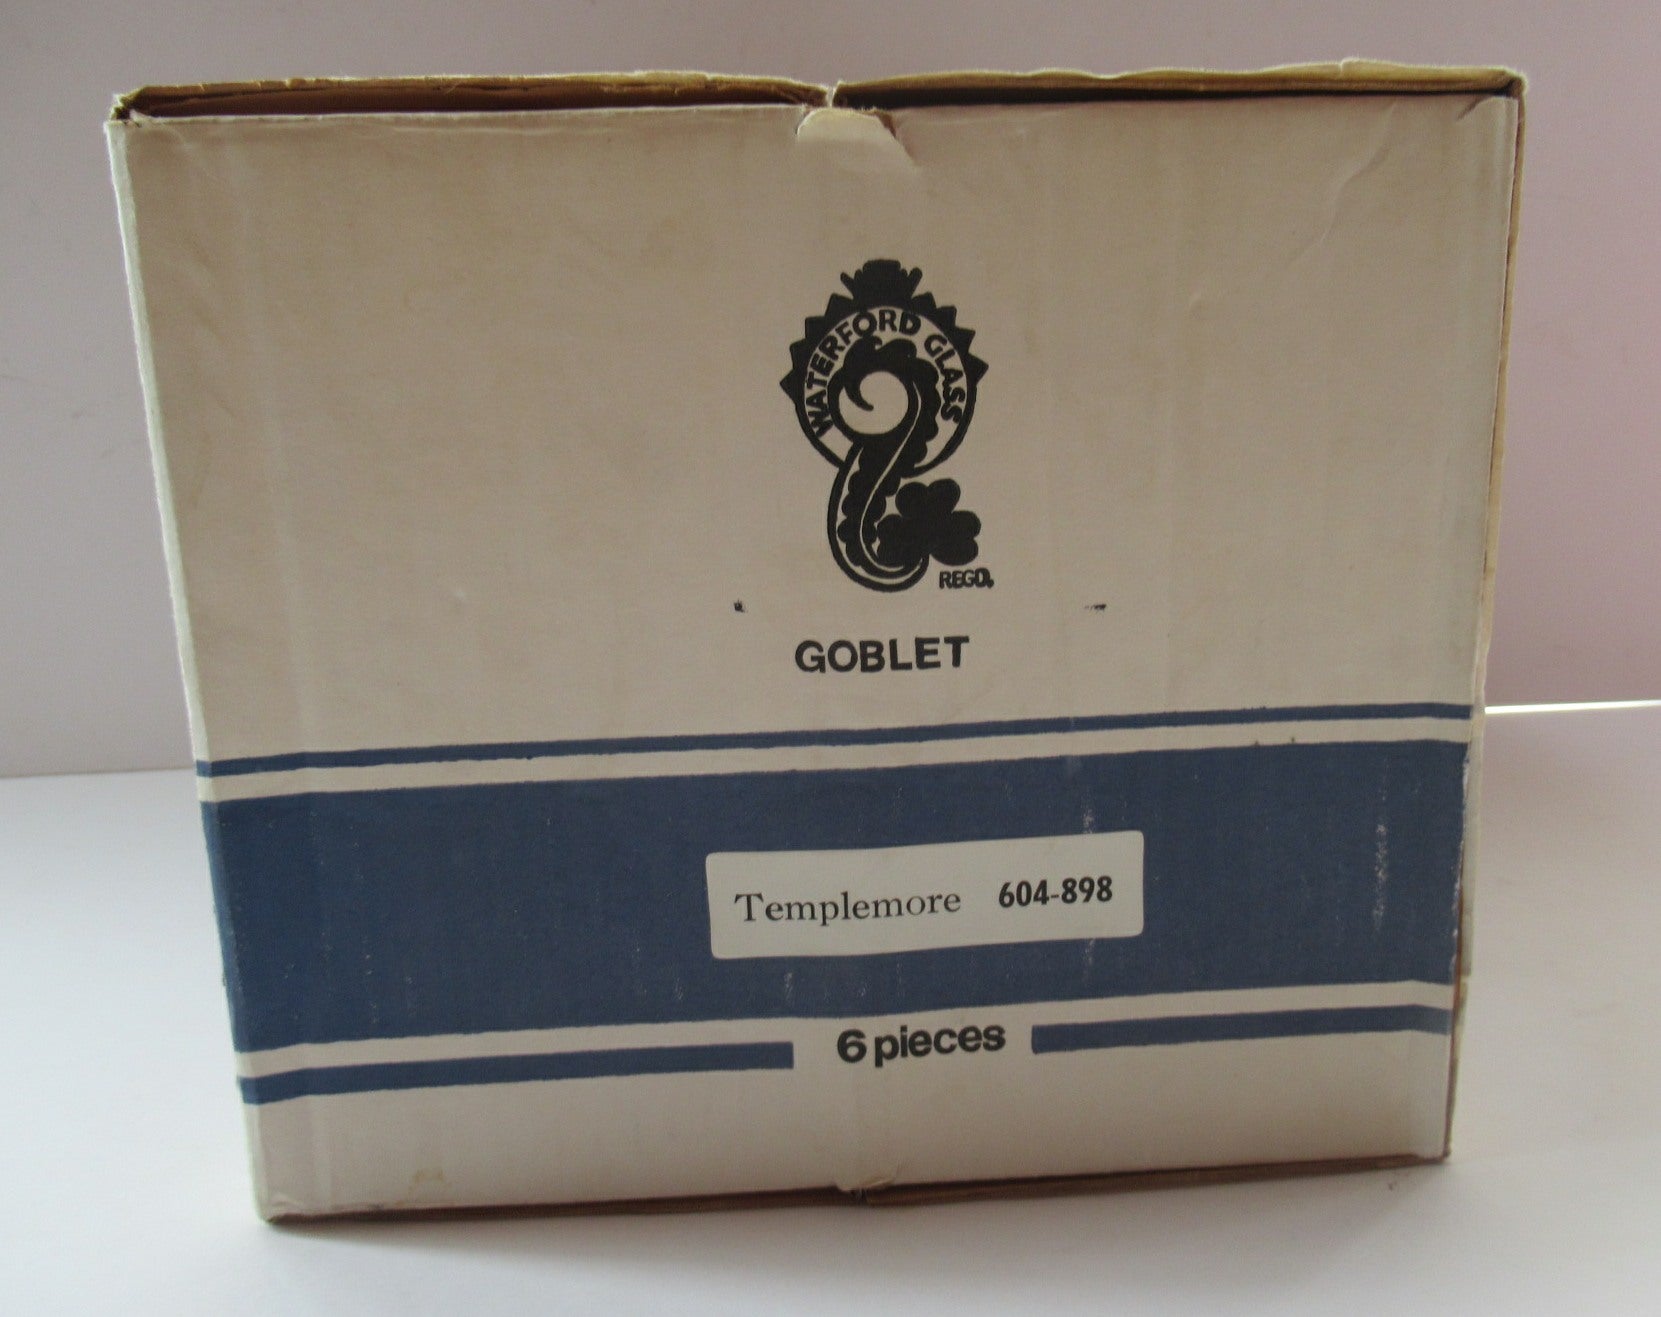 WATERFORD GLASS
REGD.
GOBLET
Templemore 604-898
6 pieces